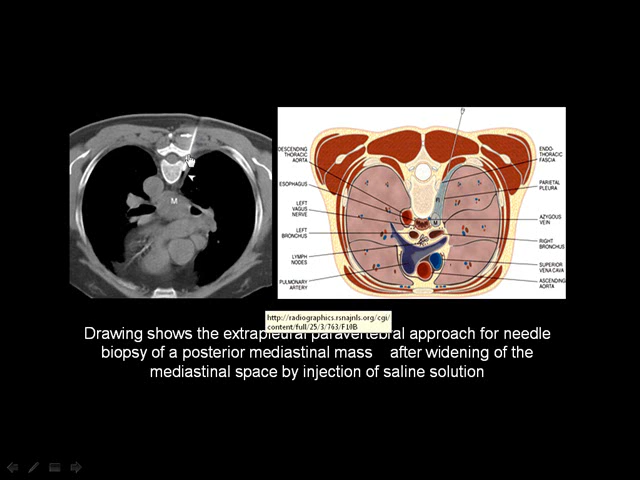 M
DESCENDING
THORACIC
AORTA
ESOPHAGUS
LEFT
VAGUS
NERVE
LEFT
BRONCHUS
LYMPH
NODES
PULMONARY
ARTERY
M
ENDO-
THORACIC
FASCIA
PARIETAL
PLEURA
AZYGOUS
VEIN
RIGHT
BRONCHUS
SUPERIOR
VENA CAVA
ASCENDING
AORTA
http://radiographics.rsnajnls.org/cgi/
content/full/25/3/763/F10B
Drawing shows the extrapleural paravertebral approach for needle
biopsy of a posterior mediastinal mass after widening of the
mediastinal space by injection of saline solution